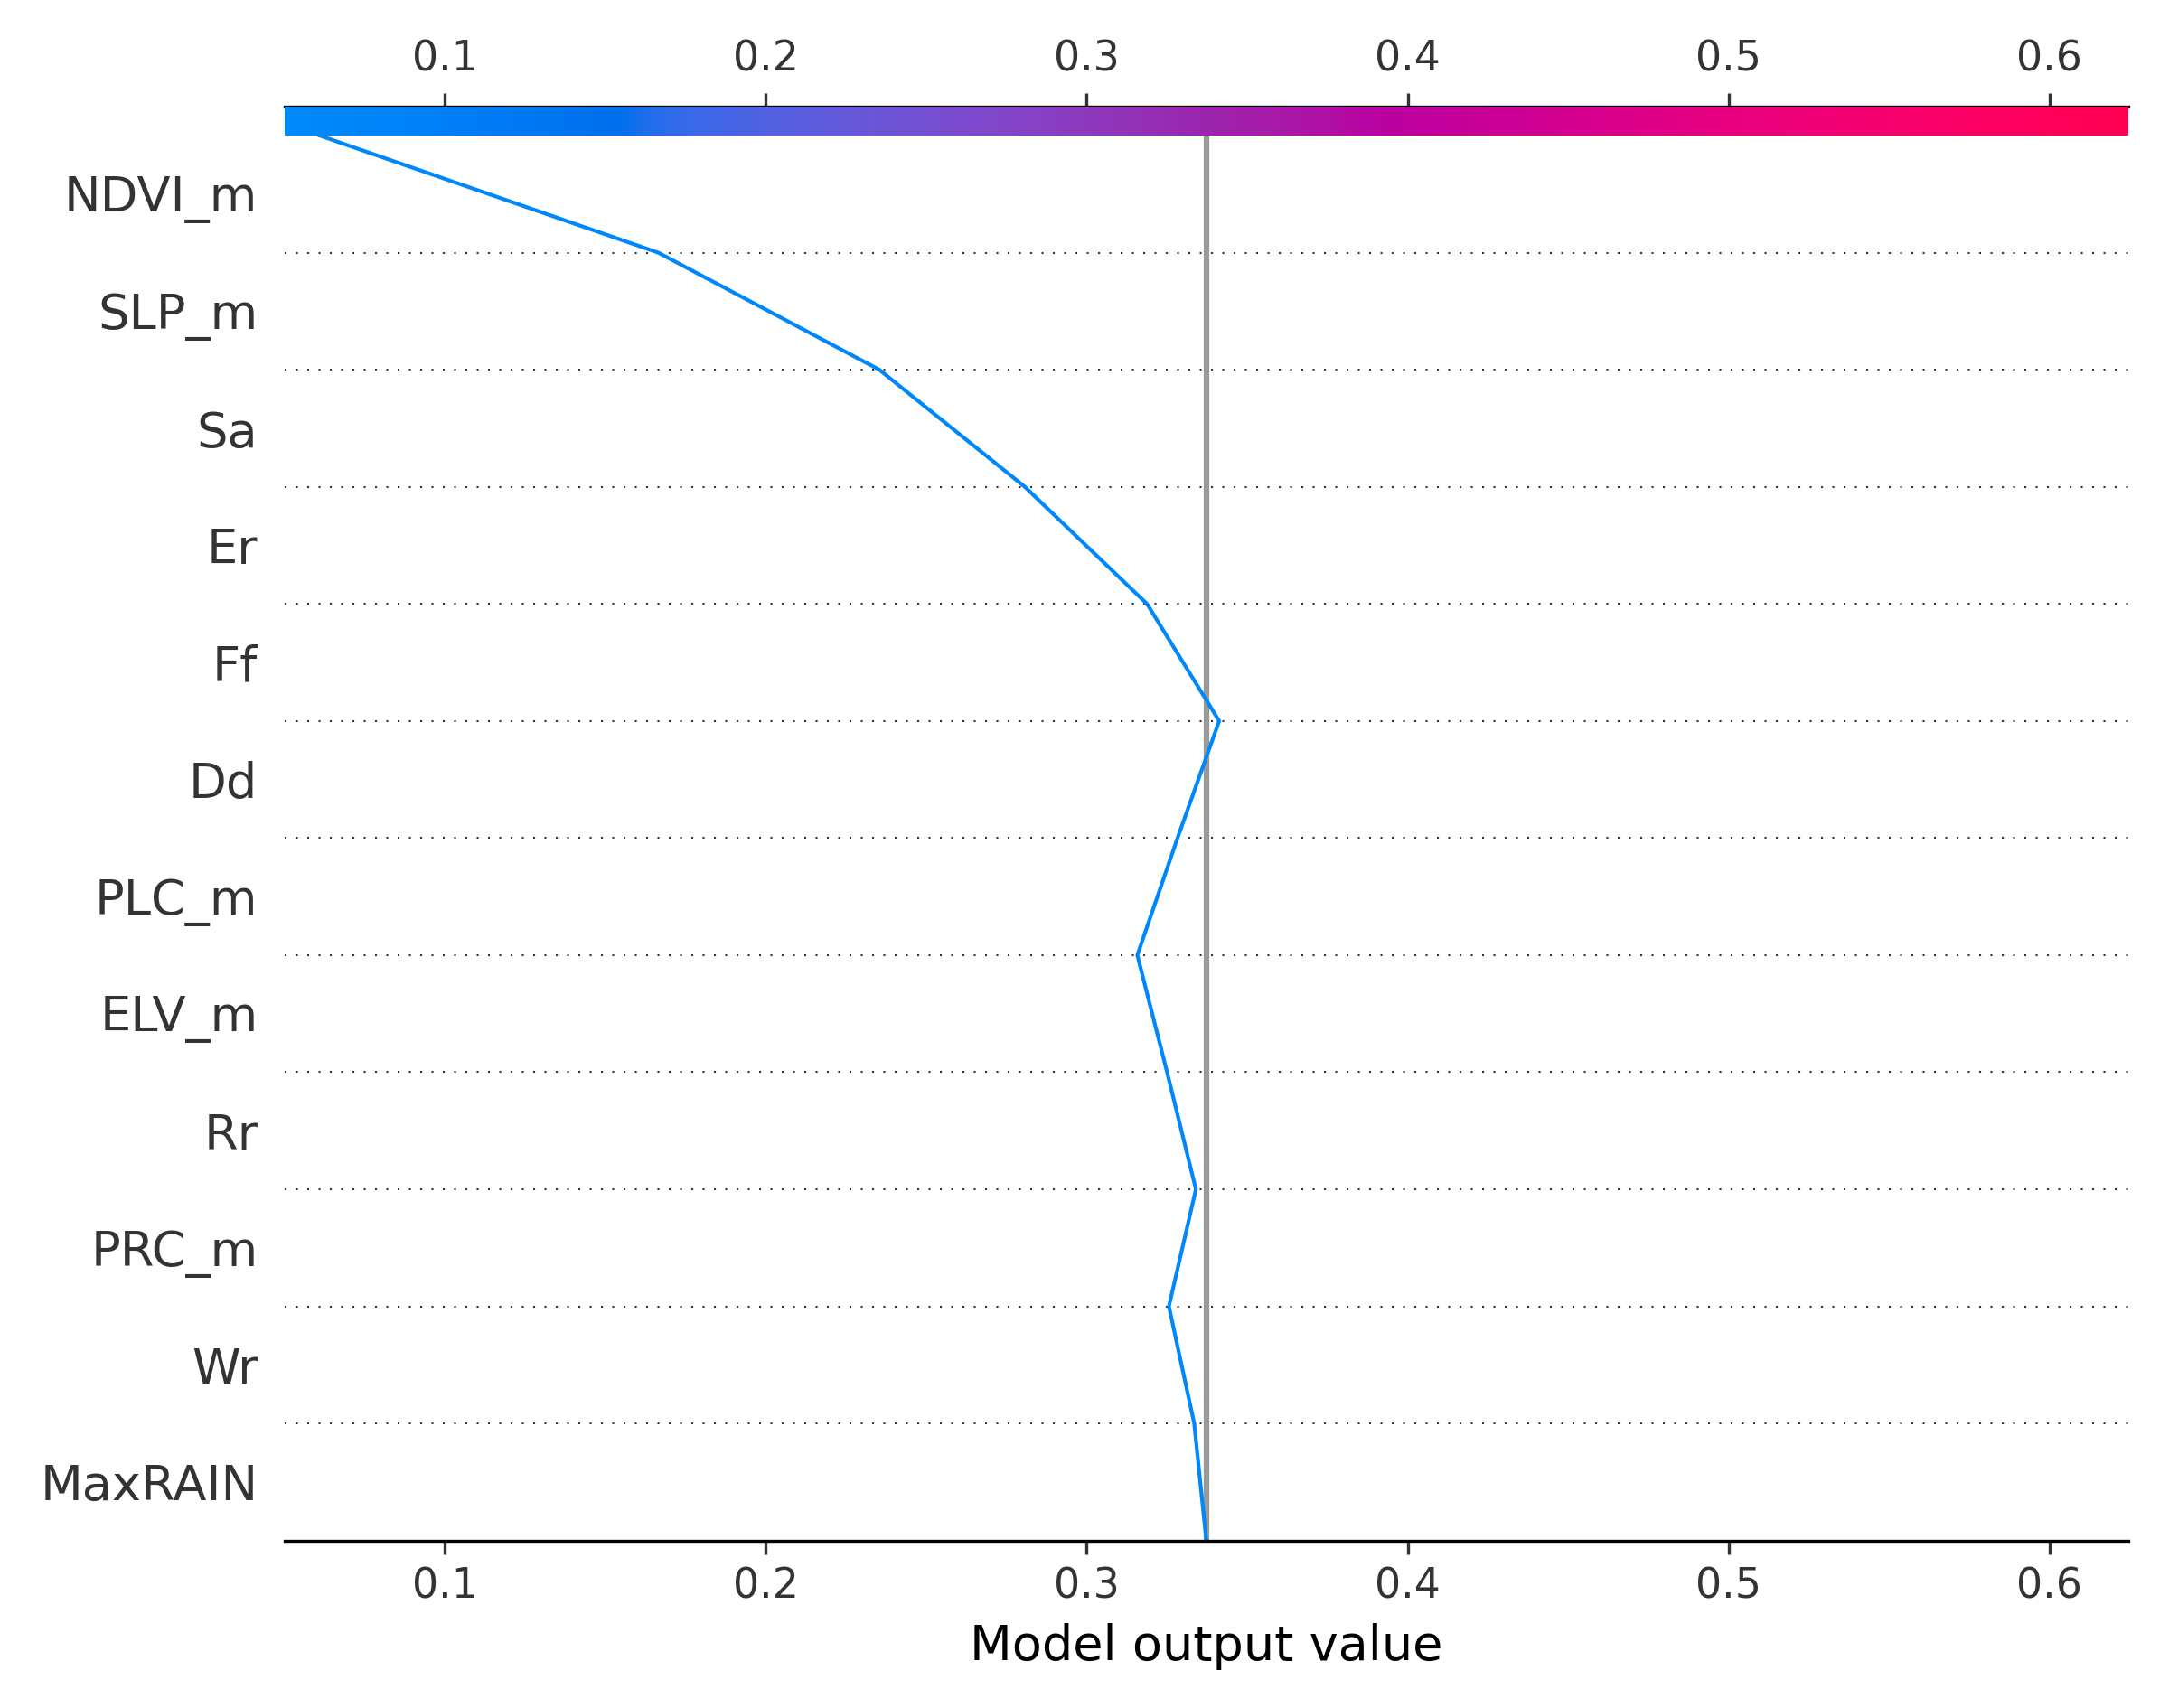 0.1 0.2 0.3 0.4 0.5 0.6
NDVI_m
SLP_m
Sa
Er
Ff
Dd
PLC_m
ELV_m
Rr
PRC_m
Wr
MaxRAIN
0.1 0.2 0.3 0.4 0.5 0.6
Model output value